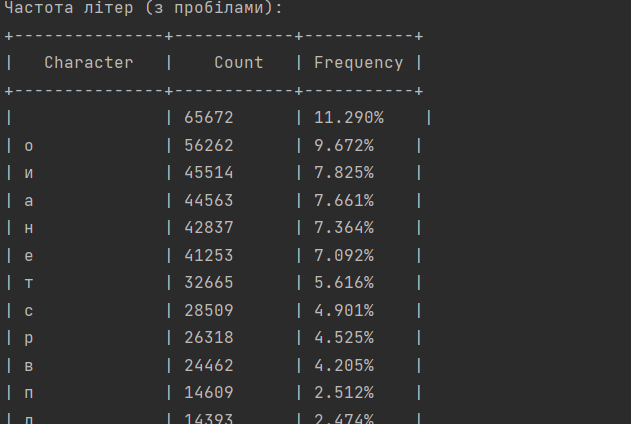 Частота літер (з пробілами):
+---------------+------------+-----------+
|   Character   |    Count   | Frequency |
+---------------+------------+-----------+
|               | 65672      | 11.290%    |
| о             | 56262      | 9.672%    |
| и             | 45514      | 7.825%    |
| а             | 44563      | 7.661%    |
| н             | 42837      | 7.364%    |
| е             | 41253      | 7.092%    |
| т             | 32665      | 5.616%    |
| с             | 28509      | 4.901%    |
| р             | 26318      | 4.525%    |
| в             | 24462      | 4.205%    |
| п             | 14609      | 2.512%    |
|               | 14393      | 2.474%    |